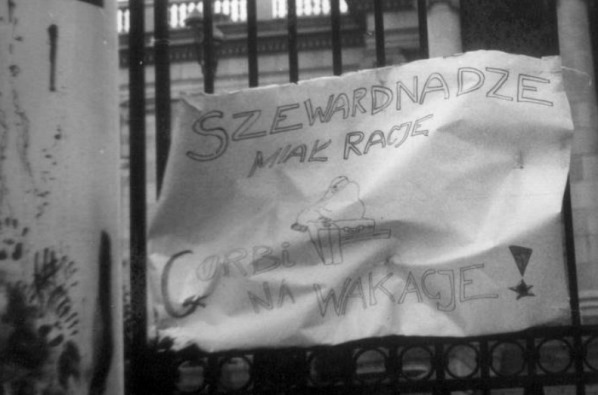 SZEWARDNADZE
MIAŁ RACJE
GORBI
NA WAKACJE!